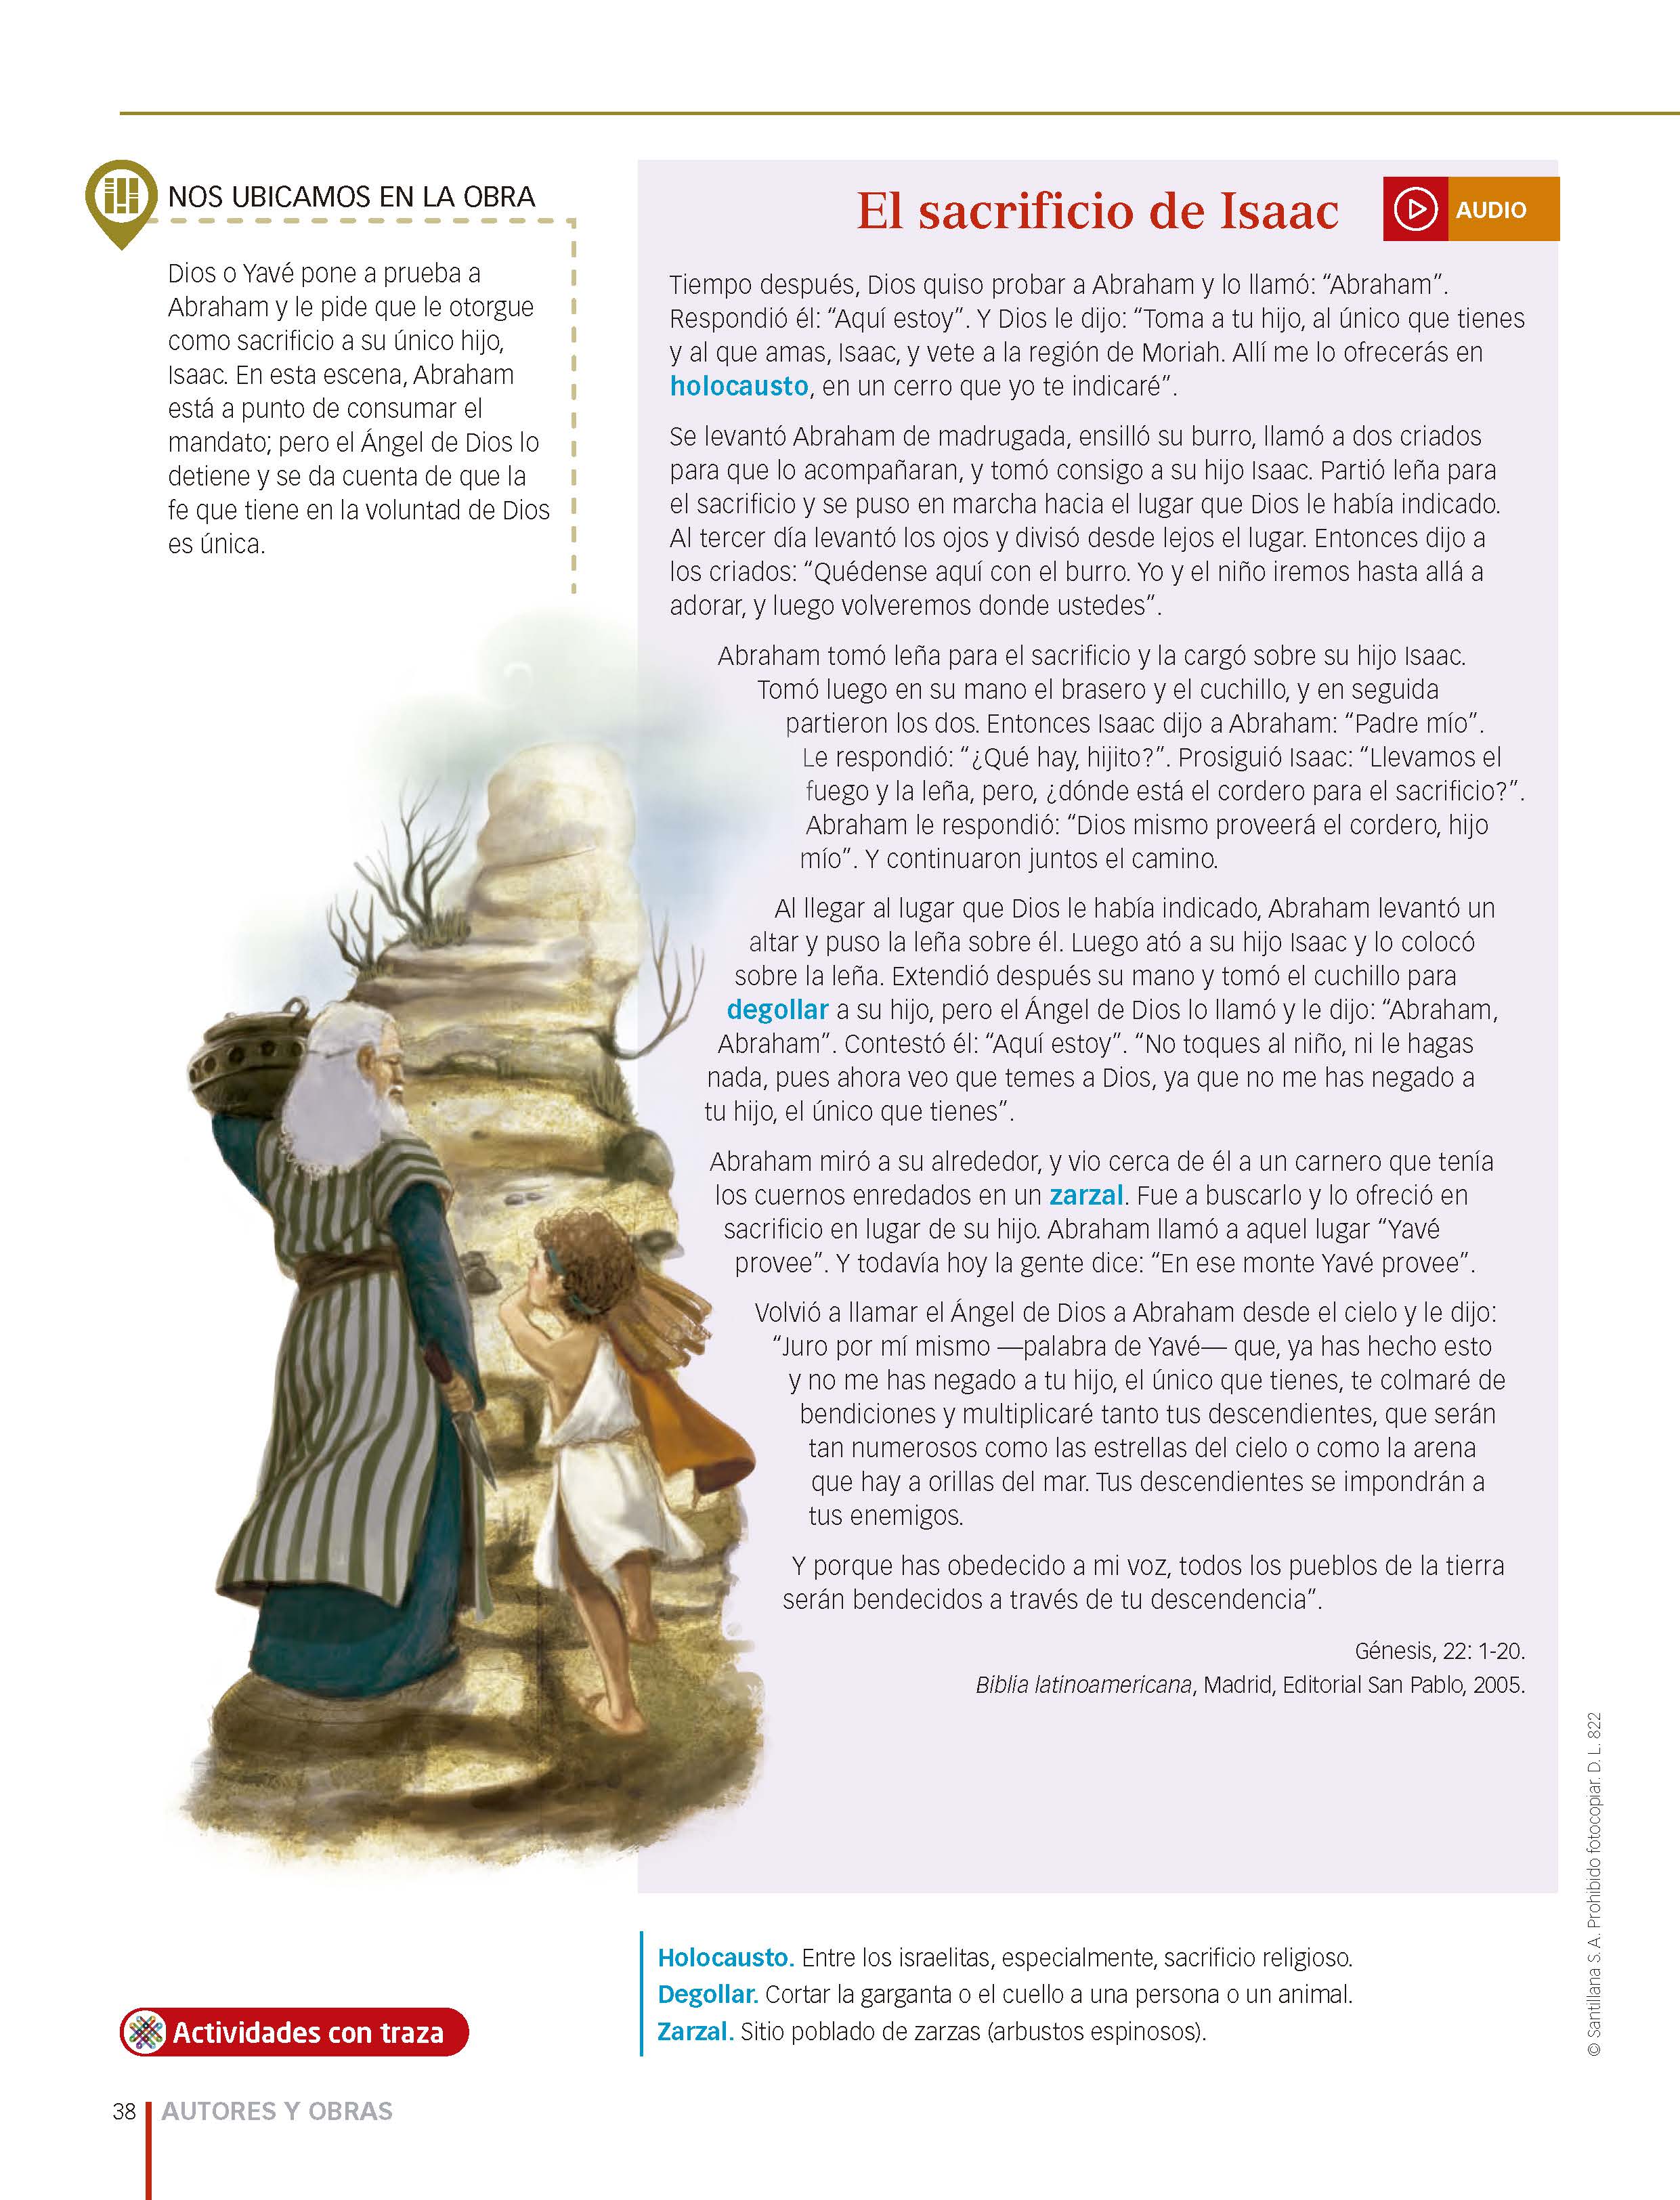 NOS UBICAMOS EN LA OBRA
Dios o Yavé pone a prueba a
Abraham y le pide que le otorgue
como sacrificio a su único hijo,
Isaac. En esta escena, Abraham
está a punto de consumar el
mandato; pero el Ángel de Dios lo
detiene y se da cuenta de que la
fe que tiene en la voluntad de Dios
es única.
El sacrificio de Isaac
AUDIO
Tiempo después, Dios quiso probar a Abraham y lo llamó: “Abraham”.
Respondió él: “Aquí estoy”. Y Dios le dijo: “Toma a tu hijo, al único que tienes
y al que amas, Isaac, y vete a la región de Moriah. Allí me lo ofrecerás en
holocausto, en un cerro que yo te indicaré”.
Se levantó Abraham de madrugada, ensilló su burro, llamó a dos criados
para que lo acompañaran, y tomó consigo a su hijo Isaac. Partió leña para
el sacrificio y se puso en marcha hacia el lugar que Dios le había indicado.
Al tercer día levantó los ojos y divisó desde lejos el lugar. Entonces dijo a
los criados: “Quédense aquí con el burro. Yo y el niño iremos hasta allá a
adorar, y luego volveremos donde ustedes”.
Abraham tomó leña para el sacrificio y la cargó sobre su hijo Isaac.
Tomó luego en su mano el brasero y el cuchillo, y en seguida
partieron los dos. Entonces Isaac dijo a Abraham: “Padre mío”.
Le respondió: “¿Qué hay, hijito?”. Prosiguió Isaac: “Llevamos el
fuego y la leña, pero, ¿dónde está el cordero para el sacrificio?”.
Abraham le respondió: “Dios mismo proveerá el cordero, hijo
mío”. Y continuaron juntos el camino.
Al llegar al lugar que Dios le había indicado, Abraham levantó un
altar y puso la leña sobre él. Luego ató a su hijo Isaac y lo colocó
sobre la leña. Extendió después su mano y tomó el cuchillo para
degollar a su hijo, pero el Ángel de Dios lo llamó y le dijo: “Abraham,
Abraham”. Contestó él: “Aquí estoy”. “No toques al niño, ni le hagas
nada, pues ahora veo que temes a Dios, ya que no me has negado a
tu hijo, el único que tienes”.
Abraham miró a su alrededor, y vio cerca de él a un carnero que tenía
los cuernos enredados en un zarzal. Fue a buscarlo y lo ofreció en
sacrificio en lugar de su hijo. Abraham llamó a aquel lugar “Yavé
provee”. Y todavía hoy la gente dice: “En ese monte Yavé provee”.
Volvió a llamar el Ángel de Dios a Abraham desde el cielo y le dijo:
“Juro por mí mismo —palabra de Yavé— que, ya has hecho esto
y no me has negado a tu hijo, el único que tienes, te colmaré de
bendiciones y multiplicaré tanto tus descendientes, que serán
tan numerosos como las estrellas del cielo o como la arena
que hay a orillas del mar. Tus descendientes se impondrán a
tus enemigos.
Y porque has obedecido a mi voz, todos los pueblos de la tierra
serán bendecidos a través de tu descendencia”.
Génesis, 22: 1-20.
Biblia latinoamericana, Madrid, Editorial San Pablo, 2005.
Holocausto. Entre los israelitas, especialmente, sacrificio religioso.
Degollar. Cortar la garganta o el cuello a una persona o un animal.
Zarzal. Sitio poblado de zarzas (arbustos espinosos).
Actividades con traza
38
AUTORES Y OBRAS
© Santillana S. A. Prohibido fotocopiar. D. L. 822